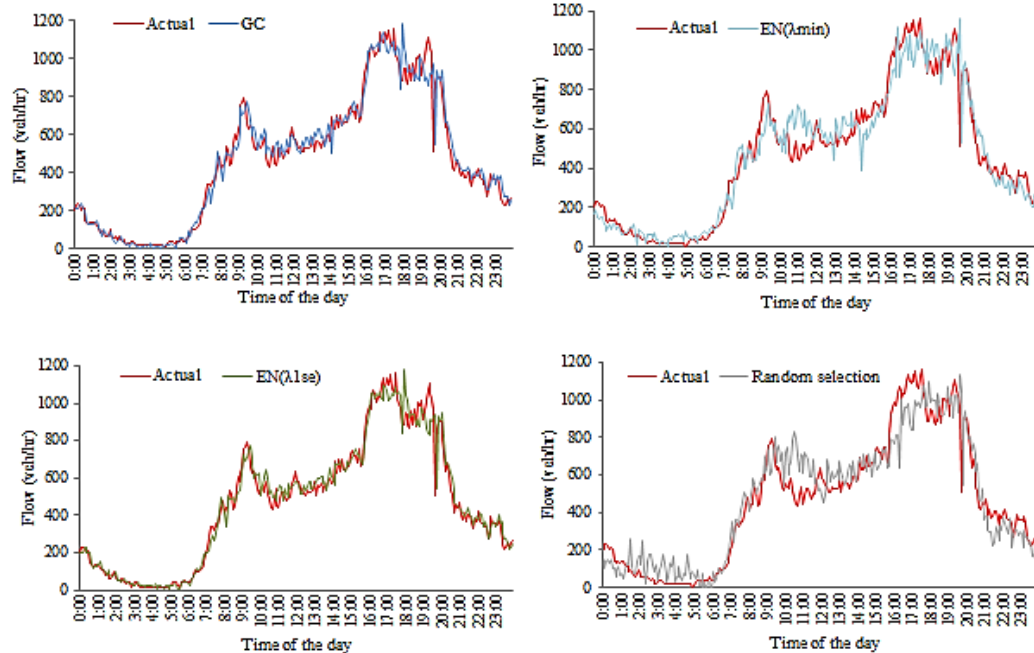 Actual GC
Flow (veh/hr)
1200
1000
800
600
400
200
0
0:00 1:00 2:00 3:00 4:00 5:00 6:00 7:00 8:00 9:00 10:00 11:00 12:00 13:00 14:00 15:00 16:00 17:00 18:00 19:00 20:00 21:00 22:00 23:00
Time of the day
Actual EN(λmin)
Flow (veh/hr)
1200
1000
800
600
400
200
0
0:00 1:00 2:00 3:00 4:00 5:00 6:00 7:00 8:00 9:00 10:00 11:00 12:00 13:00 14:00 15:00 16:00 17:00 18:00 19:00 20:00 21:00 22:00 23:00
Time of the day
Actual EN(λ1se)
Flow (veh/hr)
1200
1000
800
600
400
200
0
0:00 1:00 2:00 3:00 4:00 5:00 6:00 7:00 8:00 9:00 10:00 11:00 12:00 13:00 14:00 15:00 16:00 17:00 18:00 19:00 20:00 21:00 22:00 23:00
Time of the day
Actual Random selection
Flow (veh/hr)
1200
1000
800
600
400
200
0
0:00 1:00 2:00 3:00 4:00 5:00 6:00 7:00 8:00 9:00 10:00 11:00 12:00 13:00 14:00 15:00 16:00 17:00 18:00 19:00 20:00 21:00 22:00 23:00
Time of the day